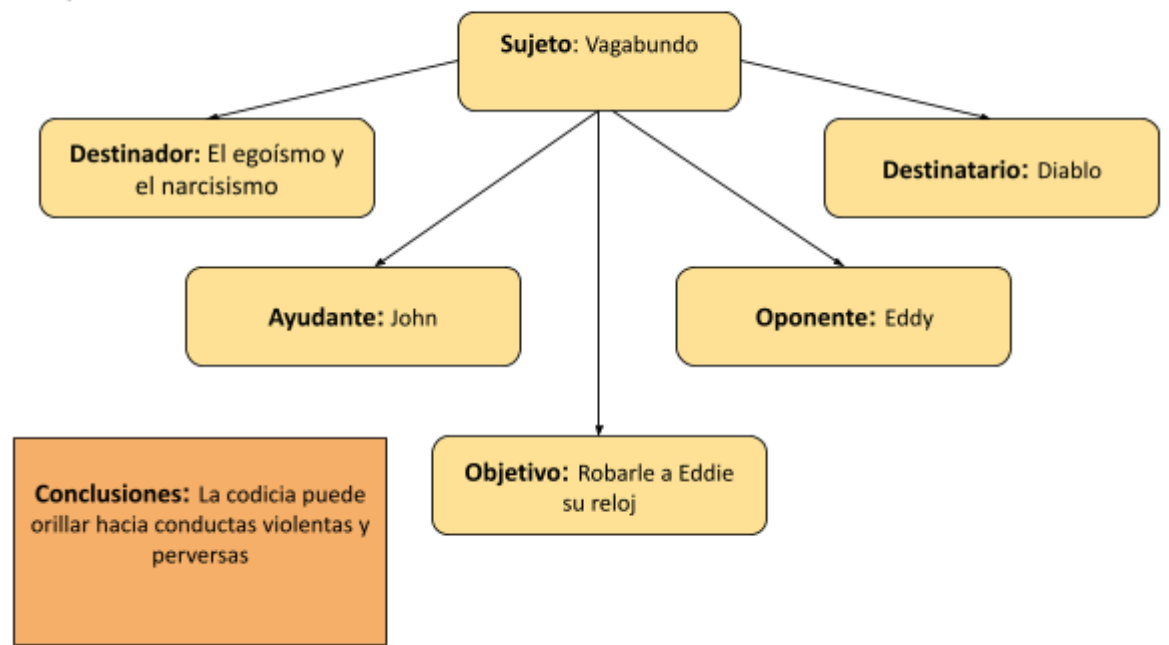 Sujeto: Vagabundo
Destinador: El egoísmo y
el narcisismo
Destinatario: Diablo
Ayudante: John
Oponente: Eddy
Objetivo: Robarle a Eddie
su reloj
Conclusiones: La codicia puede
orillar hacia conductas violentas y
perversas